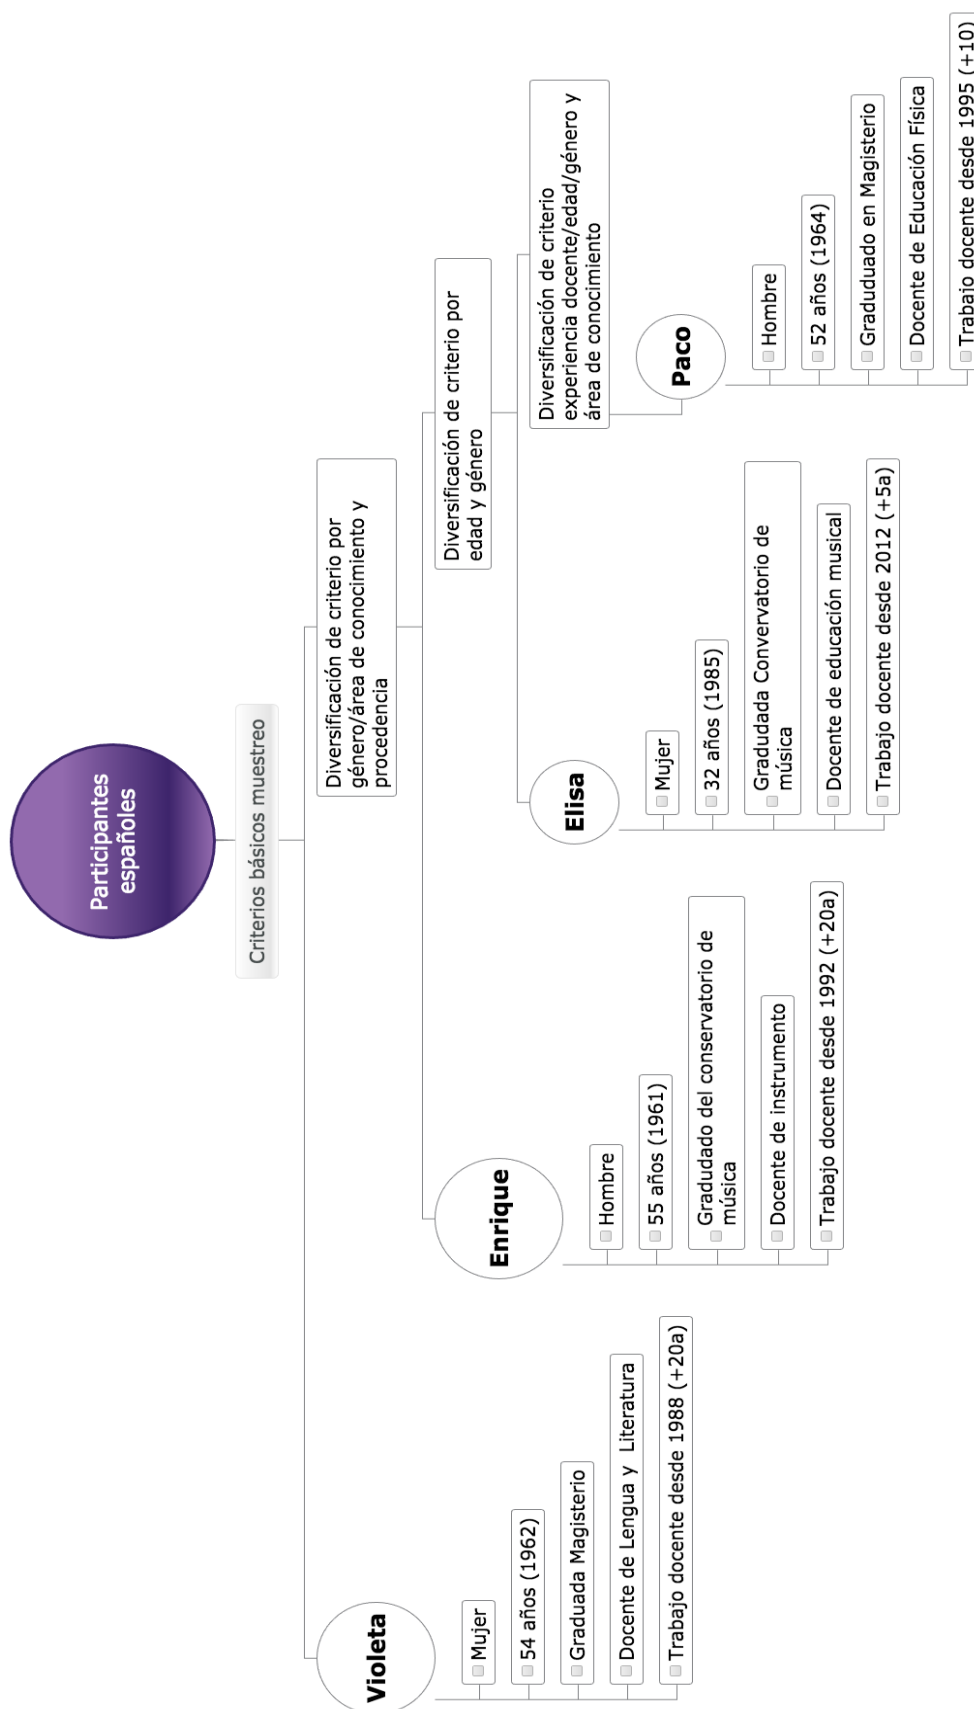 Participantes
españoles
Criterios básicos muestreo
Violeta
Mujer
54 años (1962)
Graduada Magisterio
Docente de Lengua y Literatura
Trabajo docente desde 1988 (+20a)
Diversificación de criterio por
género/área de conocimiento y
procedencia
Enrique
Hombre
55 años (1961)
Gradudado del conservatorio de
música
Docente de instrumento
Trabajo docente desde 1992 (+20a)
Diversificación de criterio por
edad y género
Elisa
Mujer
32 años (1985)
Gradudada Convervatorio de
música
Docente de educación musical
Trabajo docente desde 2012 (+5a)
Diversificación de criterio
experiencia docente/edad/género y
área de conocimiento
Paco
Hombre
52 años (1964)
Graduduado en Magisterio
Docente de Educación Física
Trabajo docente desde 1995 (+10)